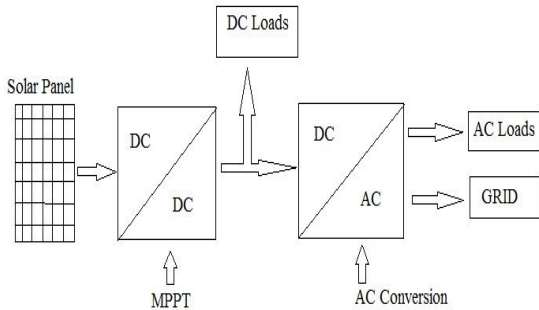 DC Loads
Solar Panel
DC
DC
DC
AC
AC Loads
GRID
MPPT
AC Conversion